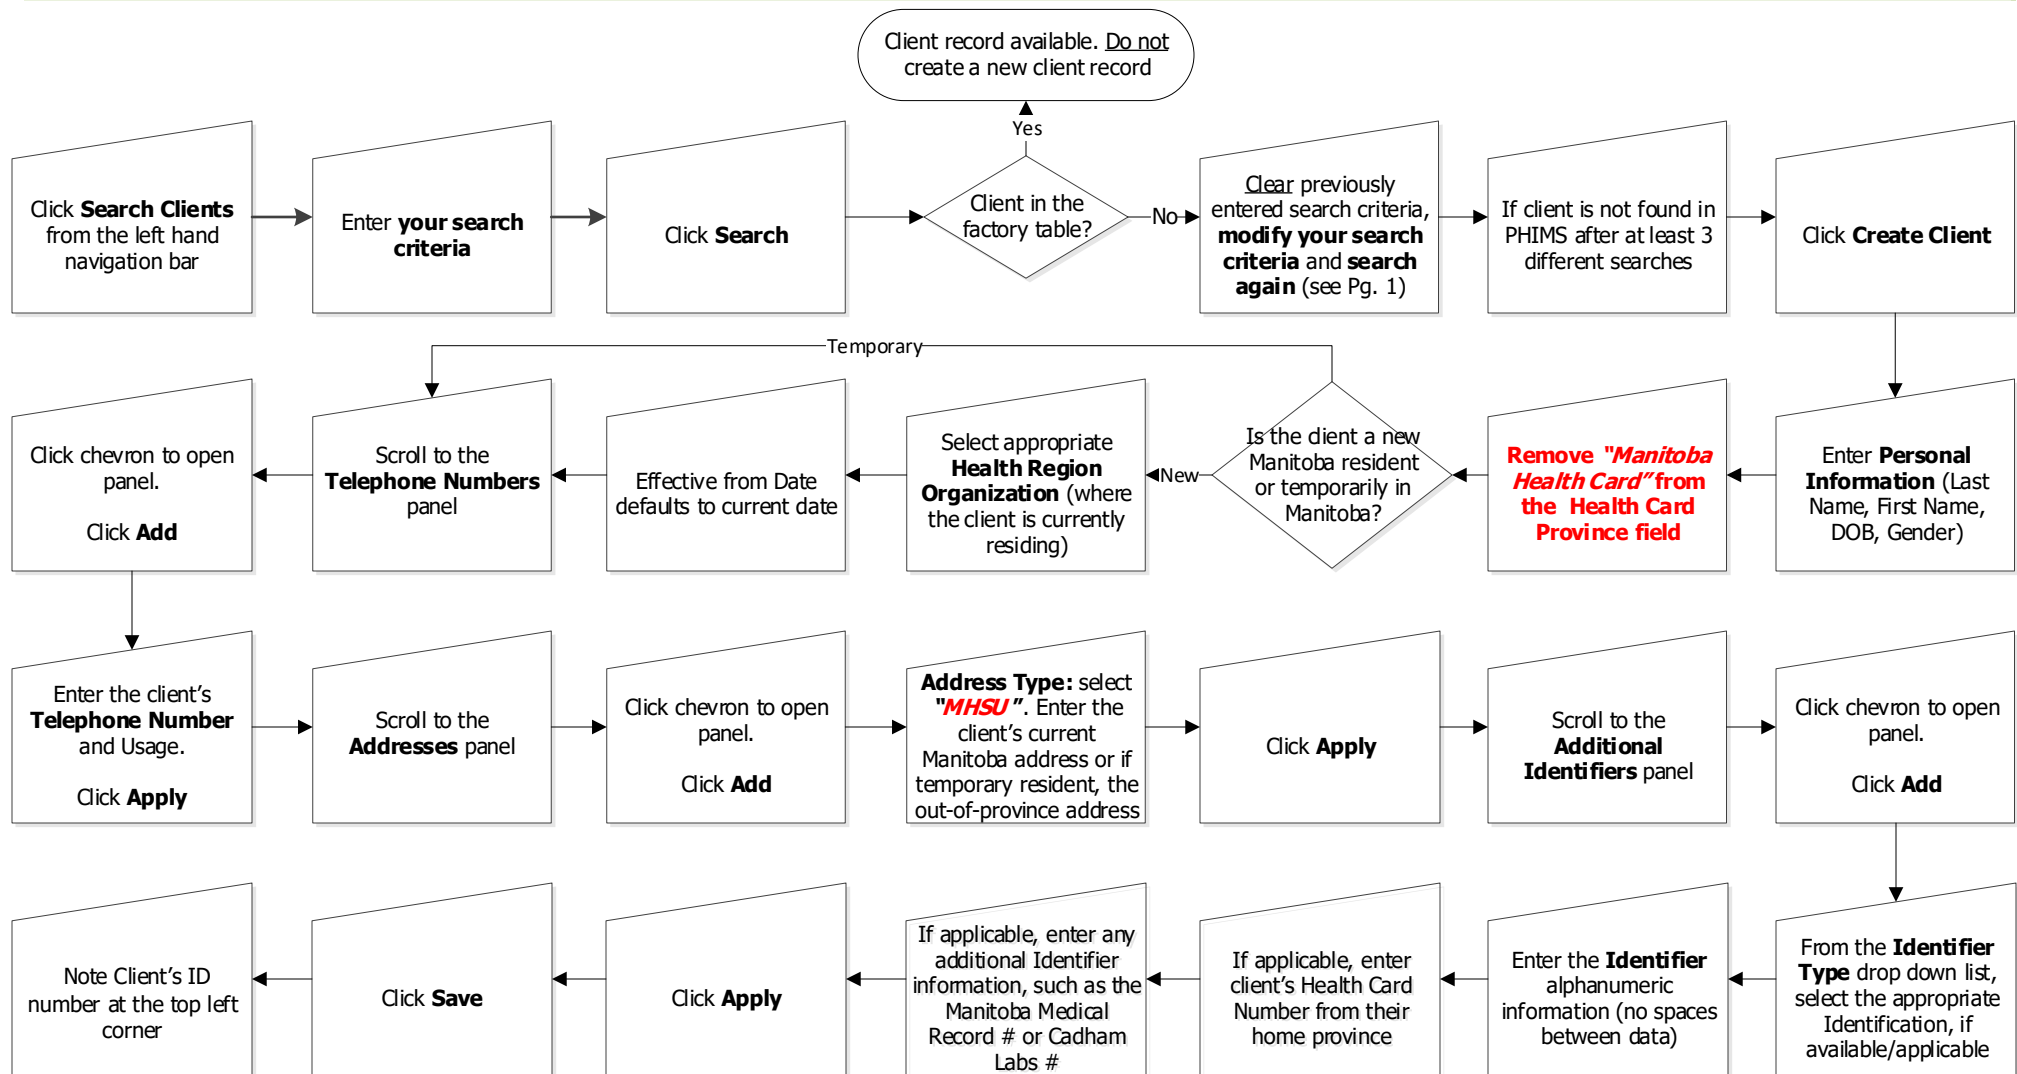 Client record available. Do not
create a new client record
Yes
Click Search Clients
from the left hand
navigation bar
Enter your search
criteria
Click Search
Client in the
factory table?
No
Clear previously
entered search criteria,
modify your search
criteria and search
again (see Pg. 1)
If client is not found in
PHIMS after at least 3
different searches
Click Create Client
Temporary
Click chevron to open
panel.
Click Add
Scroll to the
Telephone Numbers
panel
Effective from Date
defaults to current date
Select appropriate
Health Region
Organization (where
the client is currently
residing)
New
Is the client a new
Manitoba resident
or temporarily in
Manitoba?
Remove "Manitoba
Health Card" from
the Health Card
Province field
Enter Personal
Information (Last
Name, First Name,
DOB, Gender)
Enter the client's
Telephone Number
and Usage.
Click Apply
Scroll to the
Addresses panel
Click chevron to open
panel.
Click Add
Address Type: select
"MHSU". Enter the
client's current
Manitoba address or if
temporary resident, the
out-of-province address
Click Apply
Scroll to the
Additional
Identifiers panel
Click chevron to open
panel.
Click Add
Note Client's ID
number at the top left
corner
Click Save
Click Apply
If applicable, enter any
additional Identifier
information, such as the
Manitoba Medical
Record # or Cadham
Labs #
If applicable, enter
client's Health Card
Number from their
home province
Enter the Identifier
alphanumeric
information (no spaces
between data)
From the Identifier
Type drop down list,
select the appropriate
Identification, if
available/applicable